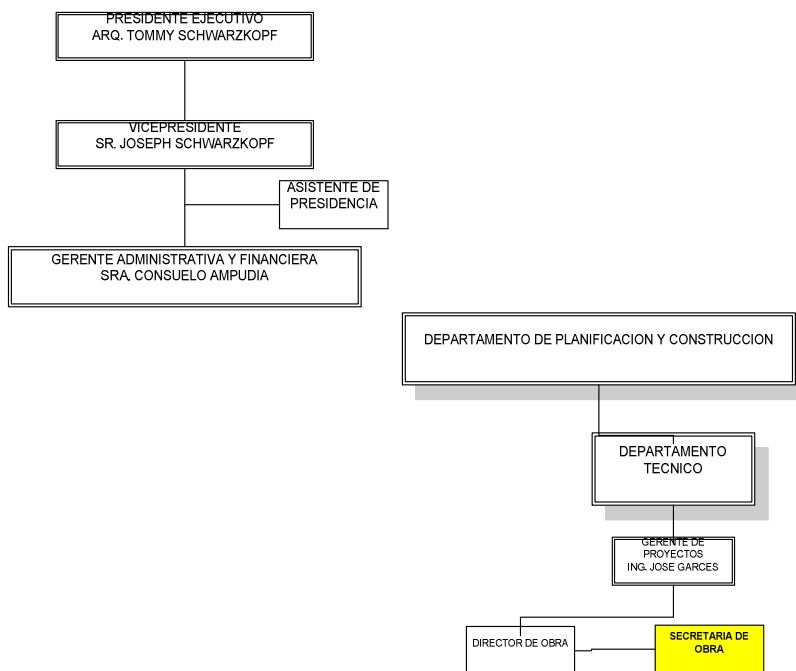 PRESIDENTE EJECUTIVO
ARQ. TOMMY SCHWARZKOPF
VICEPRESIDENTE
SR. JOSEPH SCHWARZKOPF
ASISTENTE DE
PRESIDENCIA
GERENTE ADMINISTRATIVA Y FINANCIERA
SRA. CONSUELO AMPUDIA
DEPARTAMENTO DE PLANIFICACION Y CONSTRUCCION
DEPARTAMENTO
TECNICO
GERENTE DE
PROYECTOS
ING. JOSE GARCES
DIRECTOR DE OBRA
SECRETARIA DE
OBRA